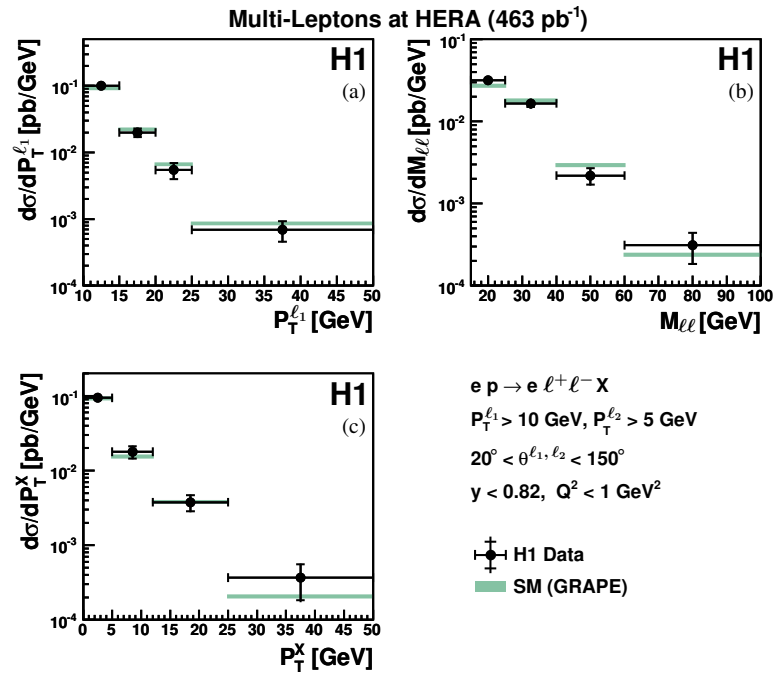 Multi-Leptons at HERA (463 pb⁻¹)
H1
(a)
dσ/dP_T^ℓ₁ [pb/GeV]
10⁻¹
10⁻²
10⁻³
10⁻⁴
10 15 20 25 30 35 40 45 50
P_T^ℓ₁ [GeV]
H1
(b)
dσ/dM_ℓℓ [pb/GeV]
10⁻¹
10⁻²
10⁻³
10⁻⁴
20 30 40 50 60 70 80 90 100
M_ℓℓ [GeV]
H1
(c)
dσ/dP_T^X [pb/GeV]
10⁻¹
10⁻²
10⁻³
10⁻⁴
0 5 10 15 20 25 30 35 40 45 50
P_T^X [GeV]
e p → e ℓ⁺ ℓ⁻ X
P_T^ℓ₁ > 10 GeV, P_T^ℓ₂ > 5 GeV
20° < θ^ℓ₁,ℓ₂ < 150°
y < 0.82, Q² < 1 GeV²
H1 Data
SM (GRAPE)